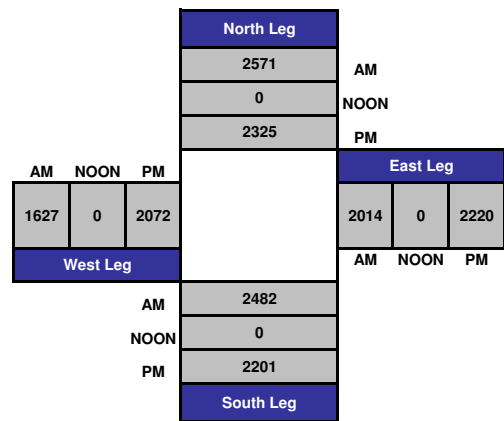 North Leg
2571 AM
0 NOON
2325 PM
AM NOON PM East Leg
1627 0 2072 2014 0 2220
West Leg AM NOON PM
AM 2482
NOON 0
PM 2201
South Leg